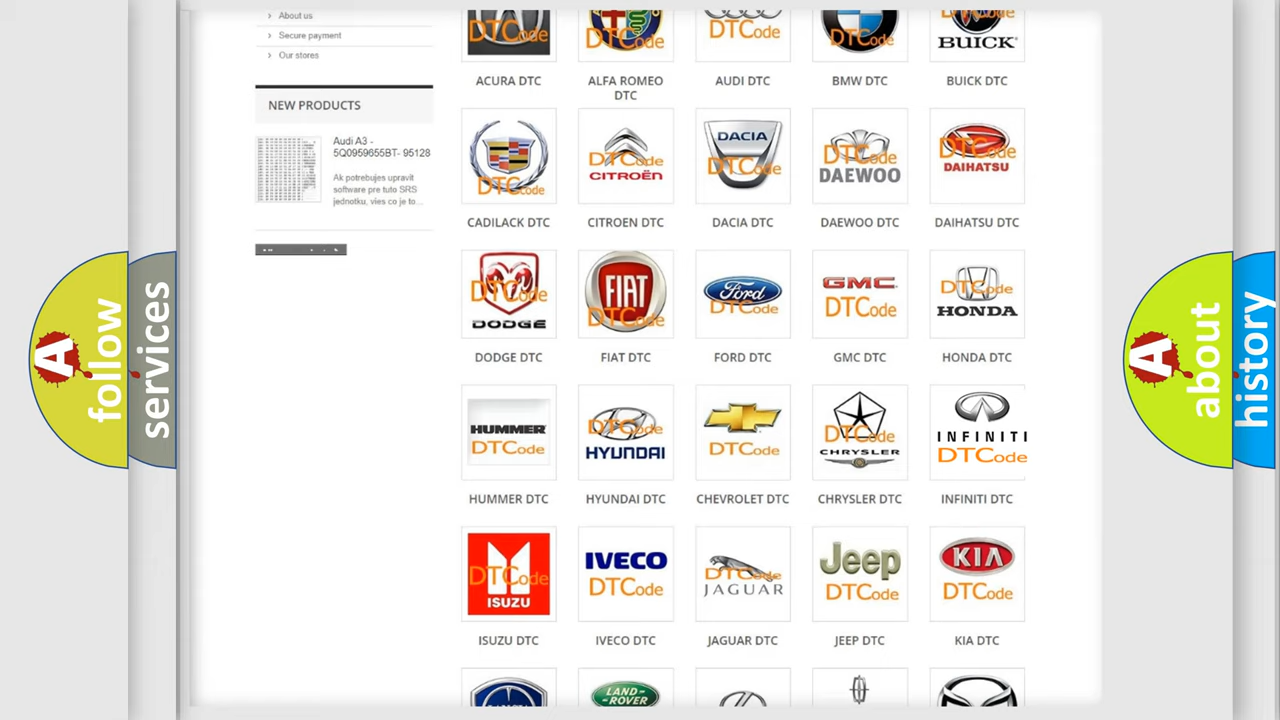 About us
Secure payment
Our stores
NEW PRODUCTS
Audi A3 -
5Q0959655BT- 95128
Ak potrebujes upravit
software pre tuto SRS
jednotku, vies co je to...
DTCode
DTCode
DTCode
DTCode
BUICK
ACURA DTC
ALFA ROMEO
DTC
AUDI DTC
BMW DTC
BUICK DTC
DTCode
DTCode
CITROËN
DACIA
DTCode
DTCode
DAEWOO
DTCode
DAIHATSU
CADILACK DTC
CITROEN DTC
DACIA DTC
DAEWOO DTC
DAIHATSU DTC
DTCode
DODGE
FIAT
DTCode
Ford
DTCode
GMC
DTCode
DTCode
HONDA
DODGE DTC
FIAT DTC
FORD DTC
GMC DTC
HONDA DTC
HUMMER
DTCode
DTCode
HYUNDAI
DTCode
DTCode
CHRYSLER
INFINITI
DTCode
HUMMER DTC
HYUNDAI DTC
CHEVROLET DTC
CHRYSLER DTC
INFINITI DTC
DTCode
ISUZU
IVECO
DTCode
DTCode
JAGUAR
Jeep
DTCode
KIA
DTCode
ISUZU DTC
IVECO DTC
JAGUAR DTC
JEEP DTC
KIA DTC
LAND-
ROVER
A
follow
services
A
about
history